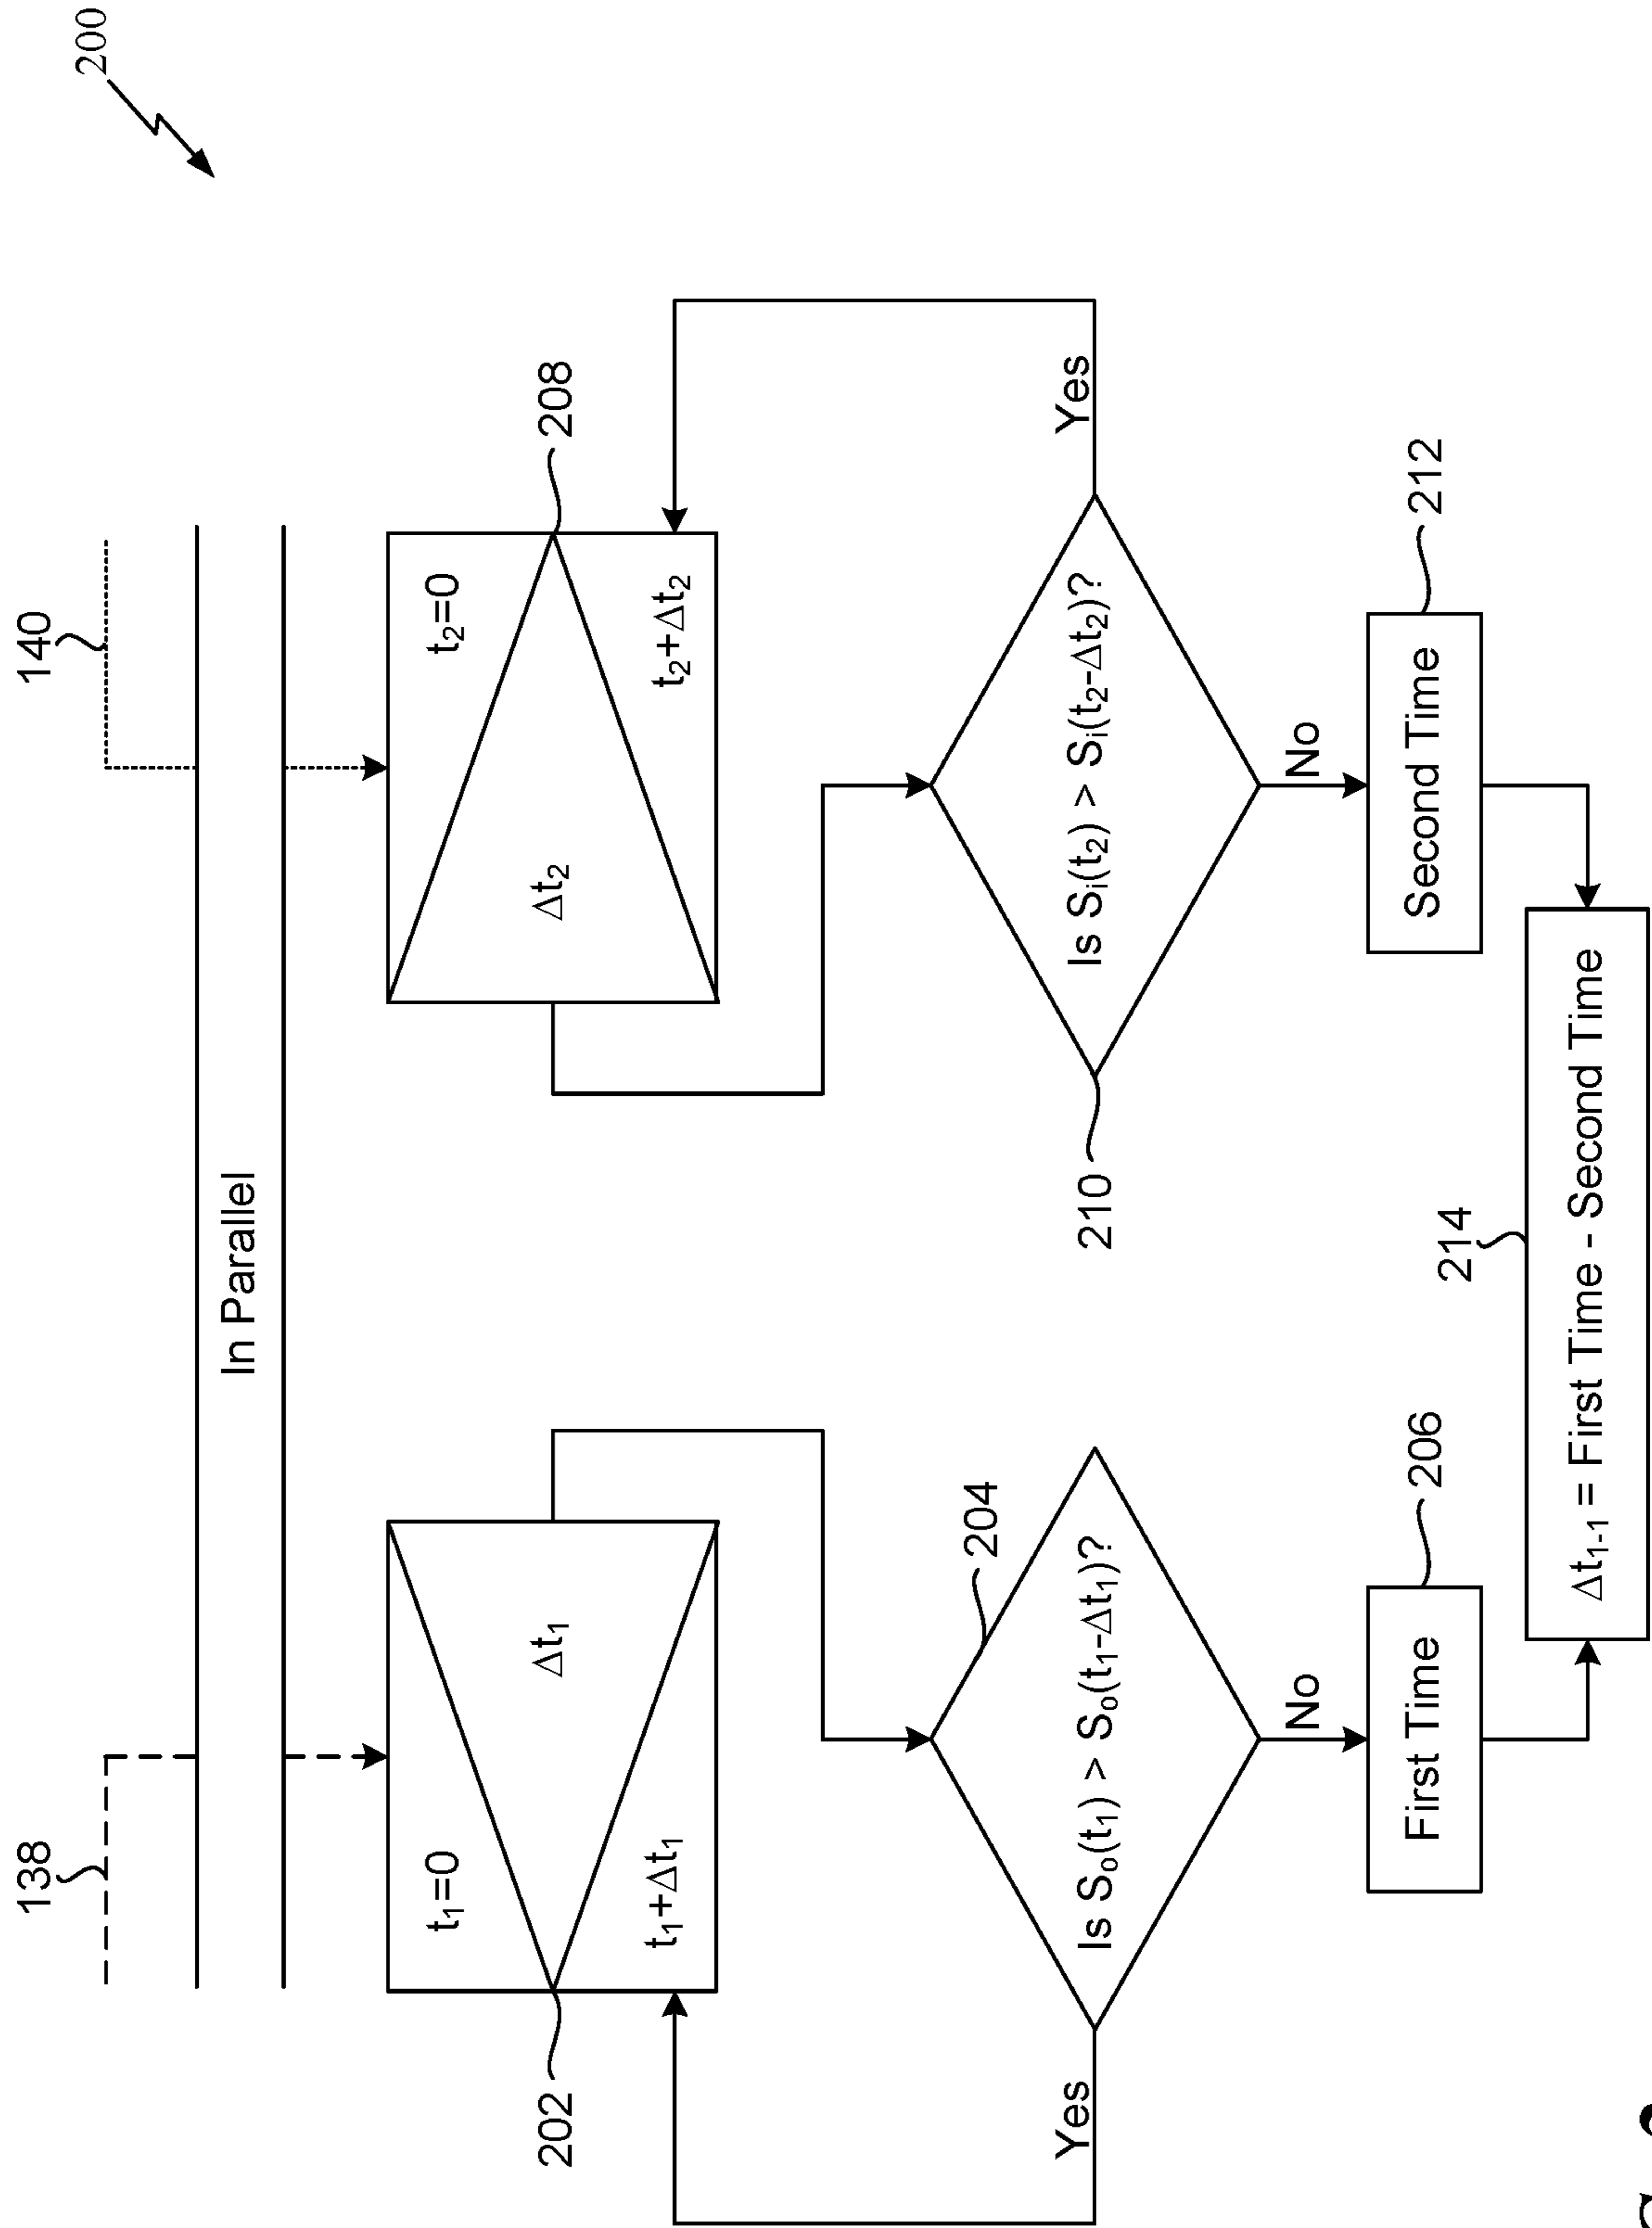 200
138
140
In Parallel
t₁=0
Δt₁
t₁+Δt₁
202
t₂=0
Δt₂
t₂+Δt₂
208
Is Sₒ(t₁) > Sₒ(t₁-Δt₁)?
204
Yes
No
Is Sᵢ(t₂) > Sᵢ(t₂-Δt₂)?
210
Yes
No
First Time
206
Second Time
212
214
Δt₁₋₁ = First Time - Second Time